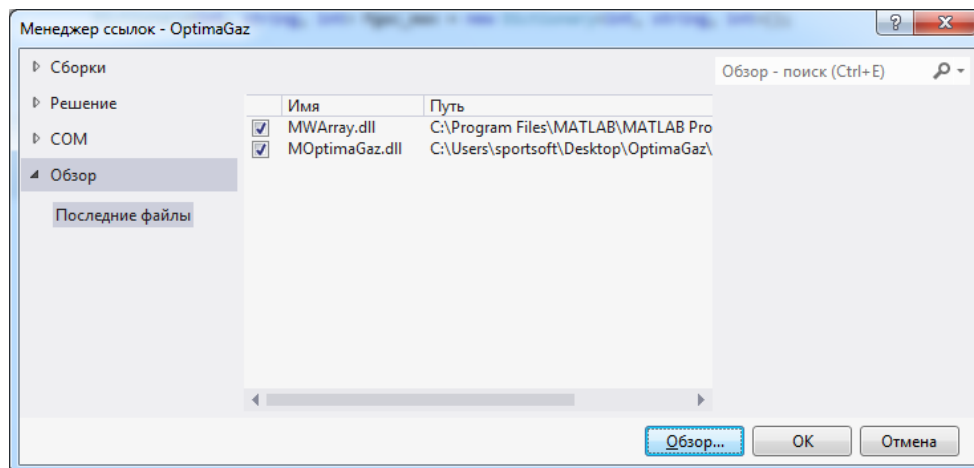 Менеджер ссылок - OptimaGaz
Сборки
Решение
COM
Обзор
Последние файлы
Имя Путь
MWArray.dll C:\Program Files\MATLAB\MATLAB Pro
MOptimaGaz.dll C:\Users\sportsoft\Desktop\OptimaGaz\
Обзор - поиск (Ctrl+E)
Обзор... ОК Отмена